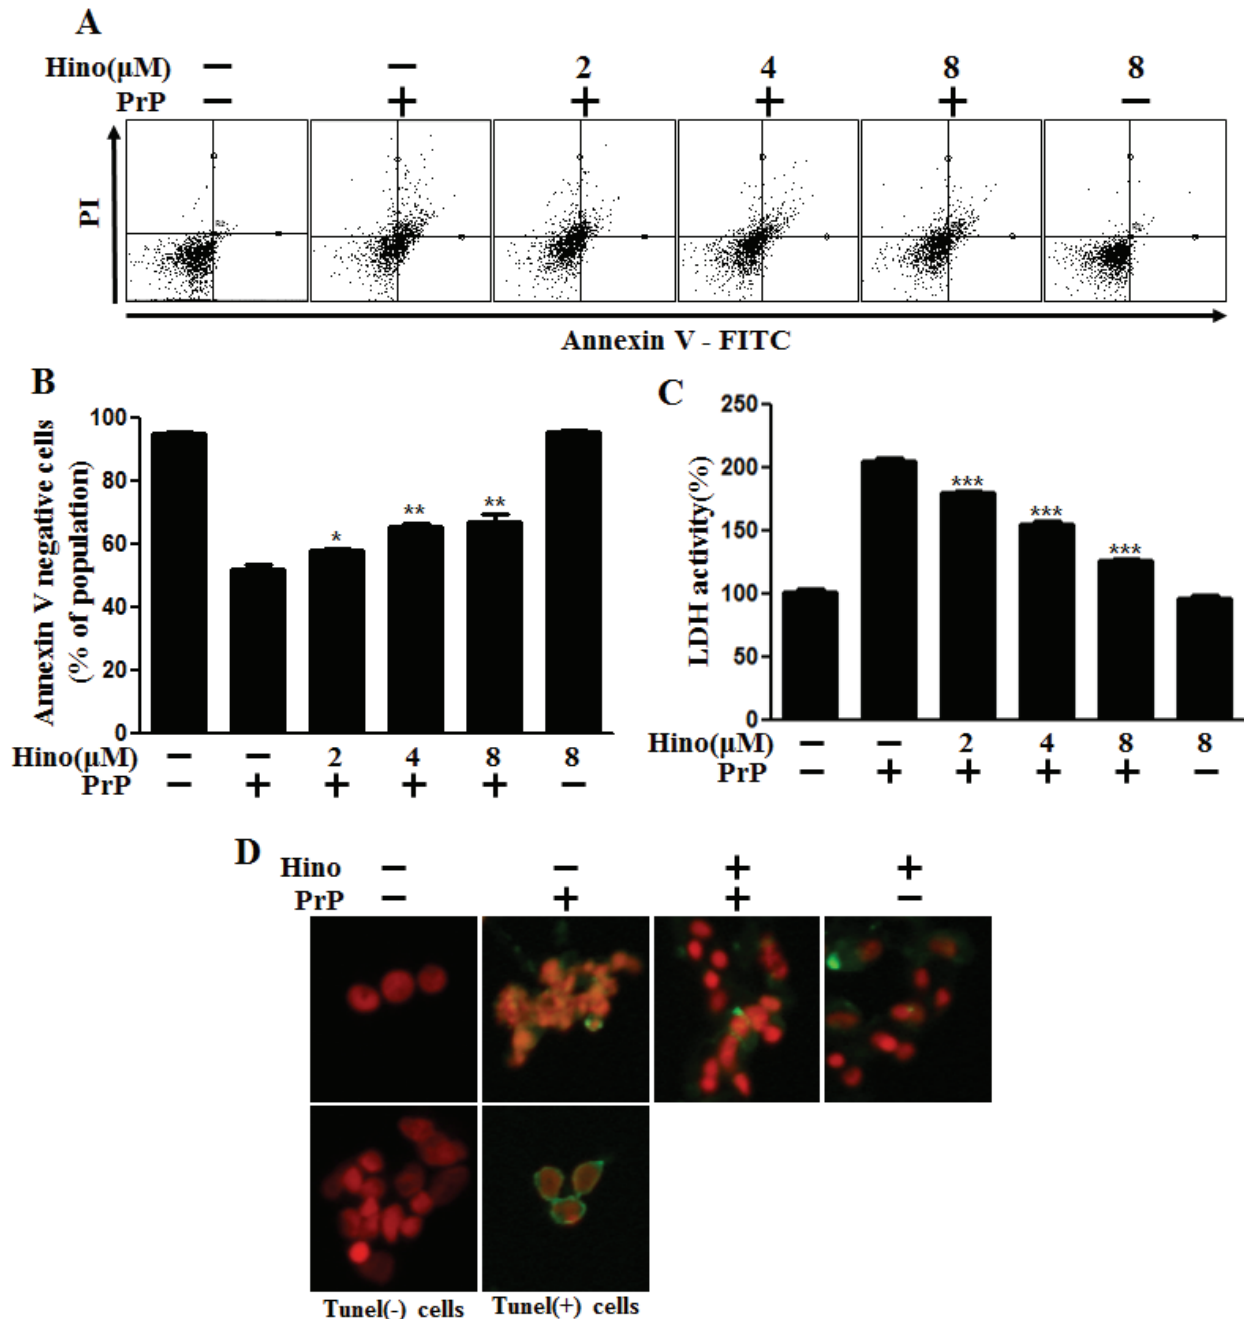 A
Hino(μM) — — 2 4 8 8
PrP — + + + + —
PI
Annexin V - FITC
B
Annexin V negative cells
(% of population)
100
80
60
40
20
0
* ** **
Hino(μM) — — 2 4 8 8
PrP — + + + + —
C
LDH activity(%)
250
200
150
100
50
0
*** *** ***
Hino(μM) — — 2 4 8 8
PrP — + + + + —
D
Hino — — + +
PrP — + + —
Tunel(-) cells Tunel(+) cells